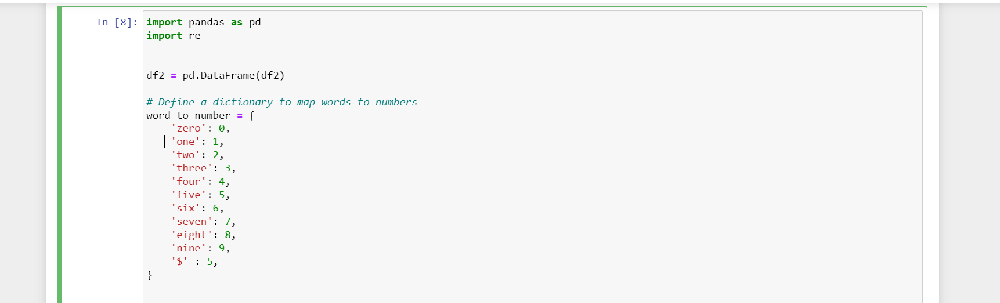 In [8]: import pandas as pd
import re
df2 = pd.DataFrame(df2)
# Define a dictionary to map words to numbers
word_to_number = {
'zero': 0,
'one': 1,
'two': 2,
'three': 3,
'four': 4,
'five': 5,
'six': 6,
'seven': 7,
'eight': 8,
'nine': 9,
'$' : 5,
}